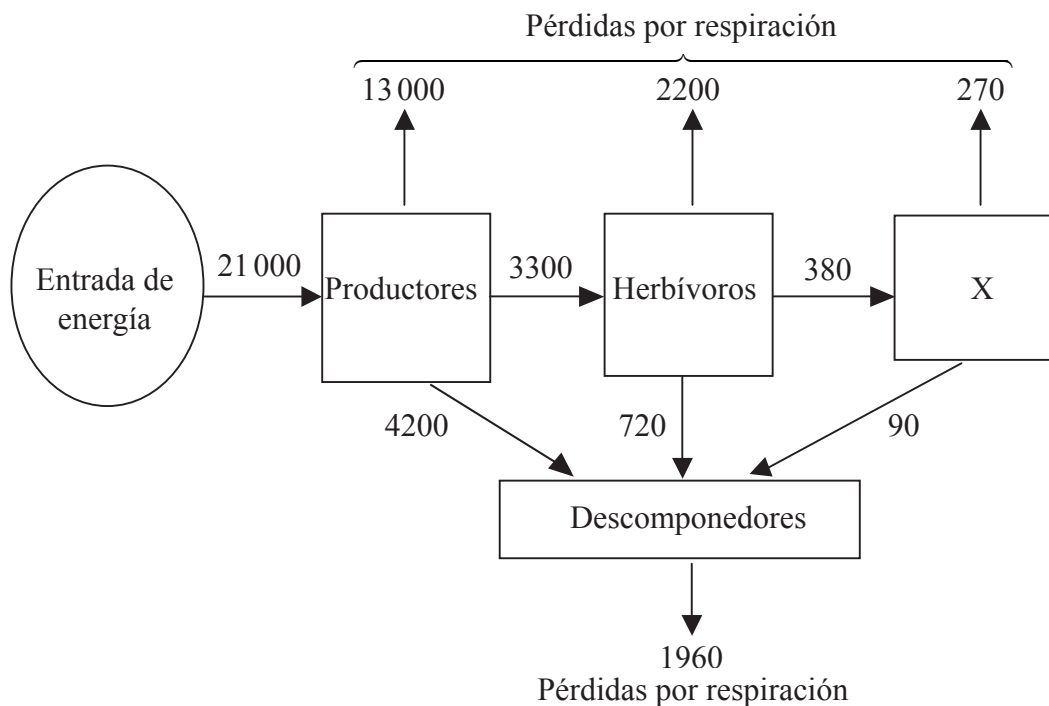 Pérdidas por respiración
13 000
2200
270
Entrada de
energía
21 000
Productores
3300
Herbívoros
380
X
4200
720
90
Descomponedores
1960
Pérdidas por respiración